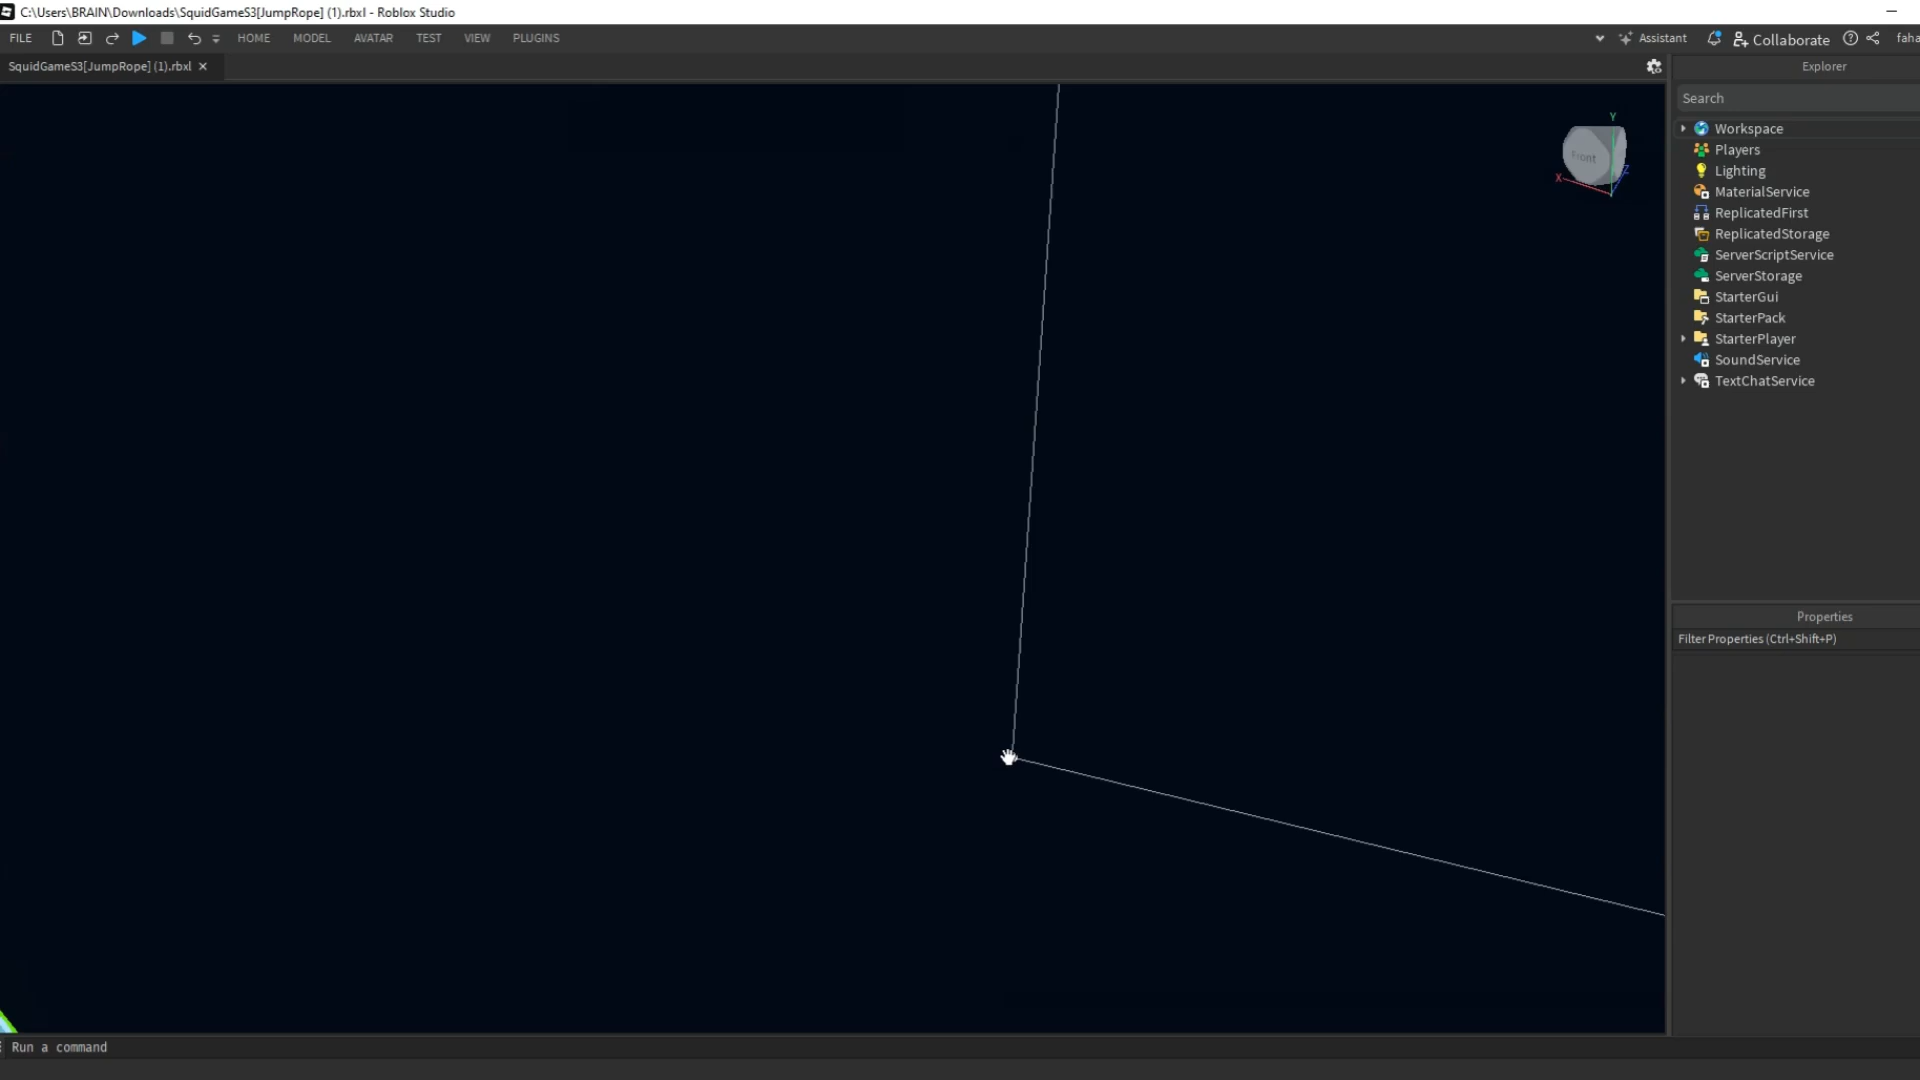 C:\Users\BRAIN\Downloads\SquidGameS3[JumpRope] (1).rbxl - Roblox Studio
FILE HOME MODEL AVATAR TEST VIEW PLUGINS Assistant Collaborate faha
SquidGameS3[JumpRope] (1).rbxl
Explorer
Search
Workspace
Players
Lighting
MaterialService
ReplicatedFirst
ReplicatedStorage
ServerScriptService
ServerStorage
StarterGui
StarterPack
StarterPlayer
SoundService
TextChatService
Y
Front
X
Z
Properties
Filter Properties (Ctrl+Shift+P)
Run a command